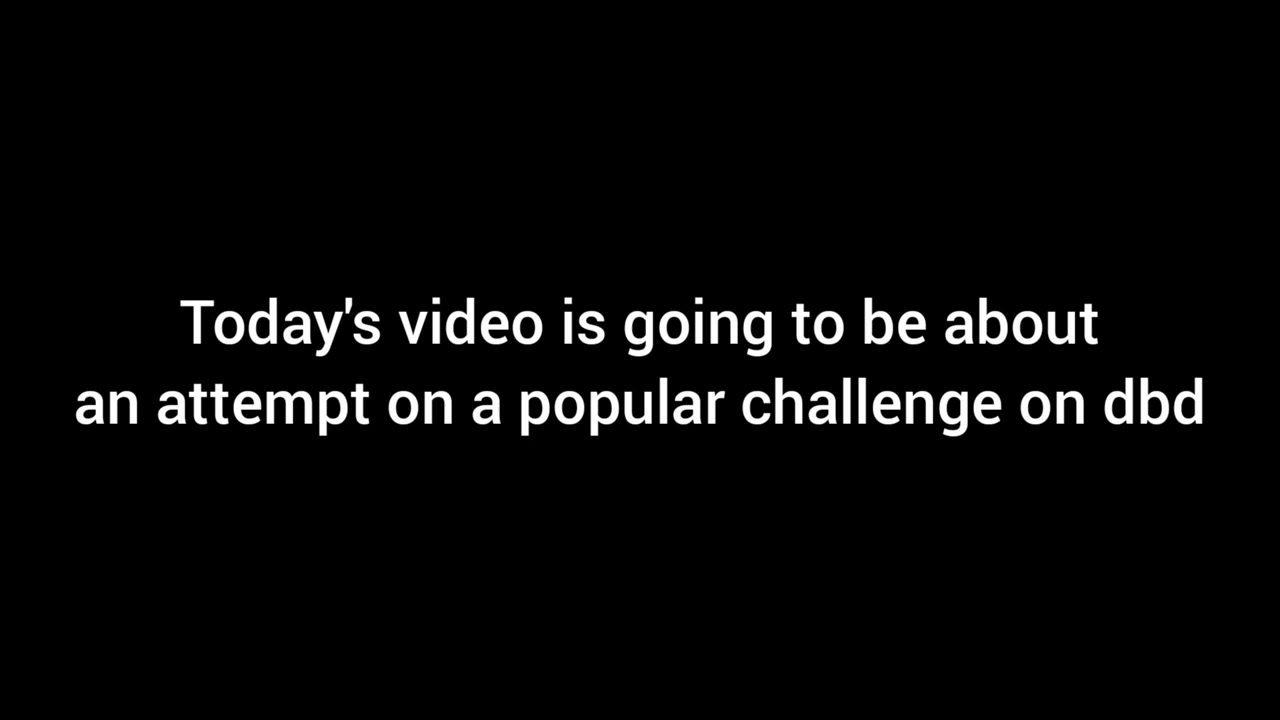 Today's video is going to be about
an attempt on a popular challenge on dbd